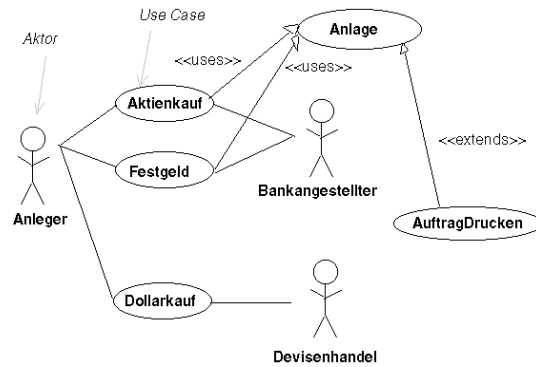 Use Case
Aktor
Anlage
<<uses>>
<<uses>>
Aktienkauf
Festgeld
<<extends>>
Bankangestellter
Anleger
AuftragDrucken
Dollarkauf
Devisenhandel